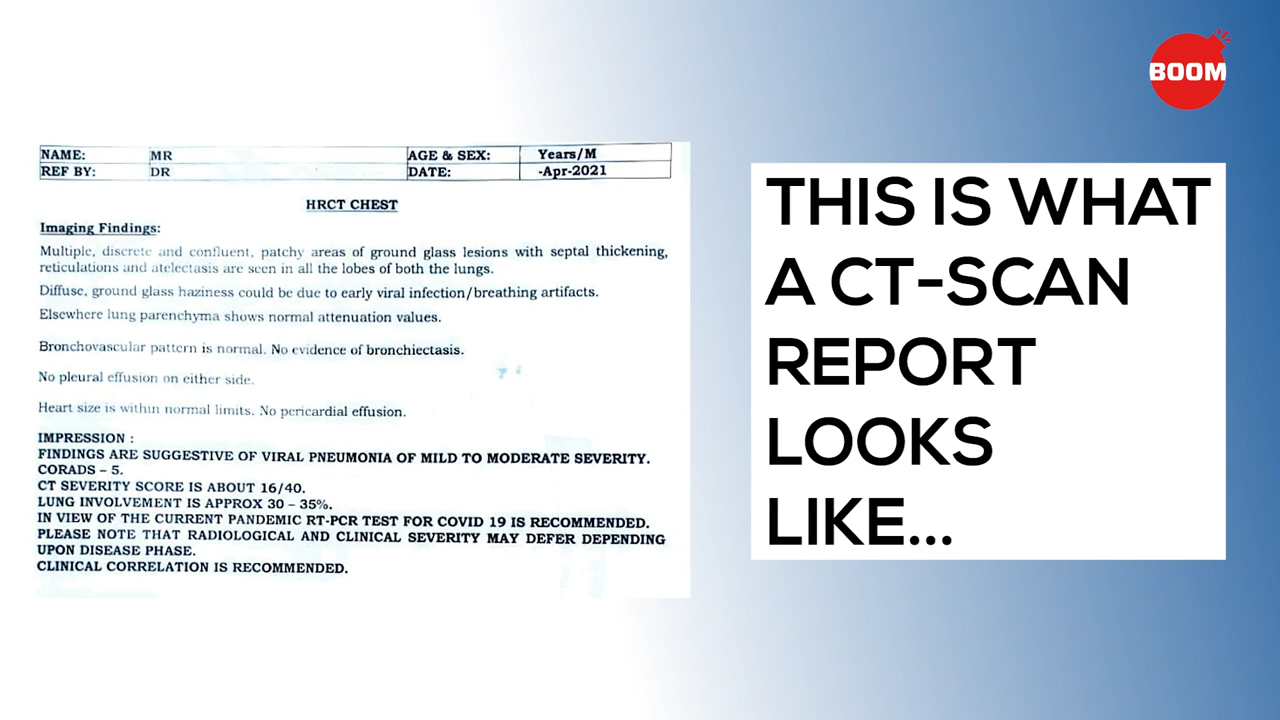 BOOM
NAME: MR AGE & SEX: Years/M
REF BY: DR DATE: -Apr-2021
HRCT CHEST
Imaging Findings:
Multiple, discrete and confluent, patchy areas of ground glass lesions with septal thickening,
reticulations and atelectasis are seen in all the lobes of both the lungs.
Diffuse, ground glass haziness could be due to early viral infection/breathing artifacts.
Elsewhere lung parenchyma shows normal attenuation values.
Bronchovascular pattern is normal. No evidence of bronchiectasis.
No pleural effusion on either side.
Heart size is within normal limits. No pericardial effusion.
IMPRESSION :
FINDINGS ARE SUGGESTIVE OF VIRAL PNEUMONIA OF MILD TO MODERATE SEVERITY.
CORADS – 5.
CT SEVERITY SCORE IS ABOUT 16/40.
LUNG INVOLVEMENT IS APPROX 30 – 35%.
IN VIEW OF THE CURRENT PANDEMIC RT-PCR TEST FOR COVID 19 IS RECOMMENDED.
PLEASE NOTE THAT RADIOLOGICAL AND CLINICAL SEVERITY MAY DEFER DEPENDING
UPON DISEASE PHASE.
CLINICAL CORRELATION IS RECOMMENDED.
THIS IS WHAT
A CT-SCAN
REPORT
LOOKS
LIKE...